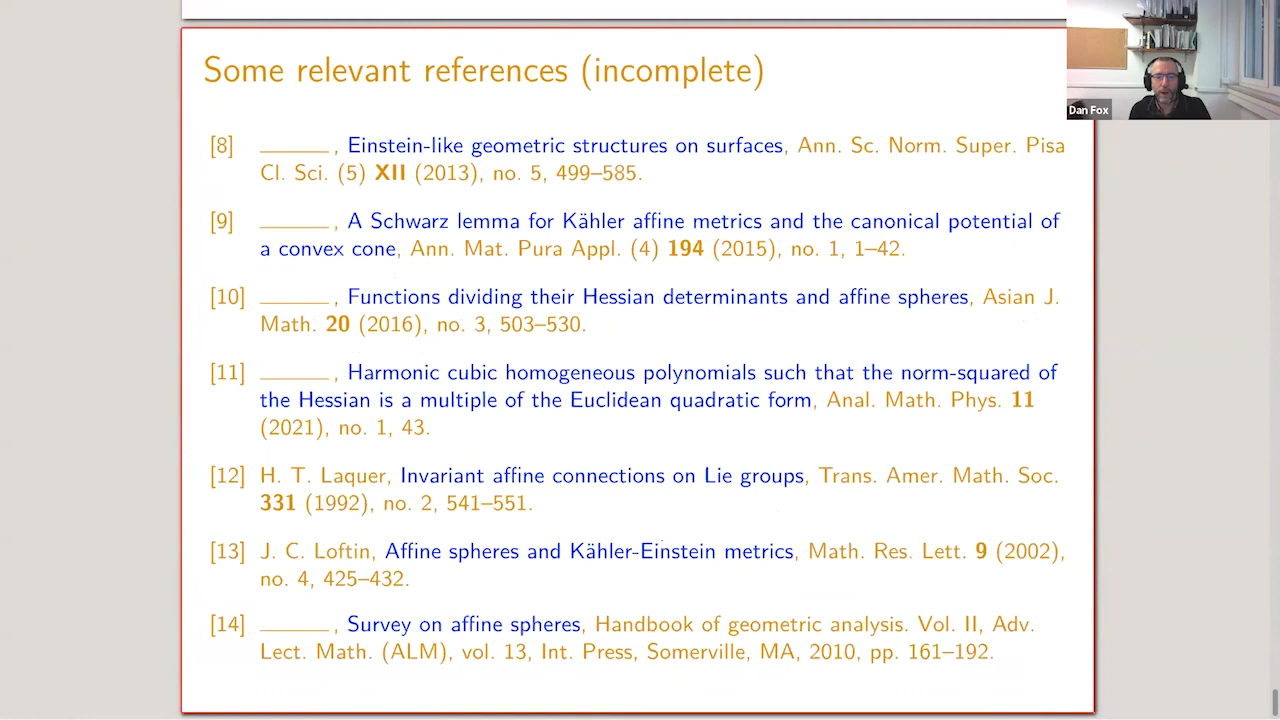 Some relevant references (incomplete)
Dan Fox
[8] ______, Einstein-like geometric structures on surfaces, Ann. Sc. Norm. Super. Pisa
Cl. Sci. (5) XII (2013), no. 5, 499–585.
[9] ______, A Schwarz lemma for Kähler affine metrics and the canonical potential of
a convex cone, Ann. Mat. Pura Appl. (4) 194 (2015), no. 1, 1–42.
[10] ______, Functions dividing their Hessian determinants and affine spheres, Asian J.
Math. 20 (2016), no. 3, 503–530.
[11] ______, Harmonic cubic homogeneous polynomials such that the norm-squared of
the Hessian is a multiple of the Euclidean quadratic form, Anal. Math. Phys. 11
(2021), no. 1, 43.
[12] H. T. Laquer, Invariant affine connections on Lie groups, Trans. Amer. Math. Soc.
331 (1992), no. 2, 541–551.
[13] J. C. Loftin, Affine spheres and Kähler-Einstein metrics, Math. Res. Lett. 9 (2002),
no. 4, 425–432.
[14] ______, Survey on affine spheres, Handbook of geometric analysis. Vol. II, Adv.
Lect. Math. (ALM), vol. 13, Int. Press, Somerville, MA, 2010, pp. 161–192.